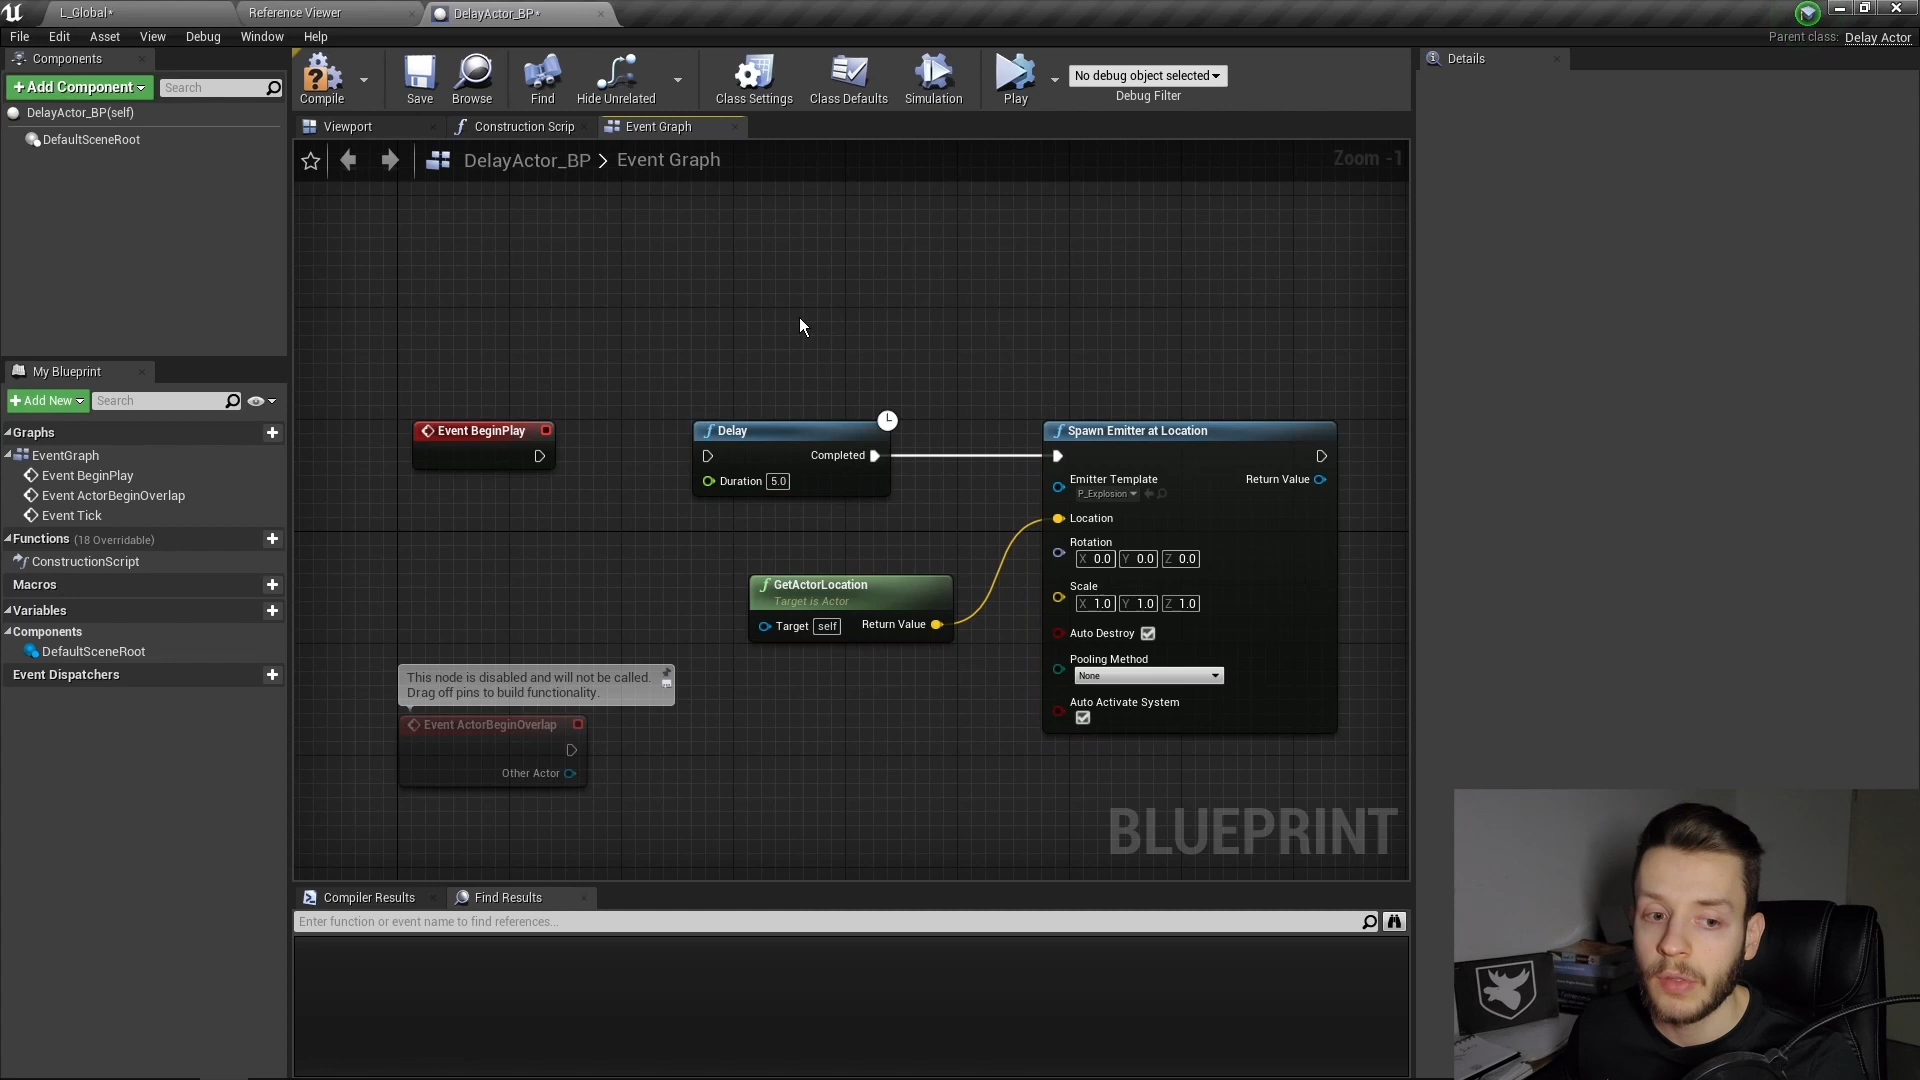 L_Global*
Reference Viewer
DelayActor_BP*
File Edit Asset View Debug Window Help
Parent class: Delay Actor
Components
+Add Component
Search
DelayActor_BP(self)
DefaultSceneRoot
My Blueprint
+Add New
Search
Graphs
EventGraph
Event BeginPlay
Event ActorBeginOverlap
Event Tick
Functions (18 Overridable)
ConstructionScript
Macros
Variables
Components
DefaultSceneRoot
Event Dispatchers
Compile
Save
Browse
Find
Hide Unrelated
Class Settings
Class Defaults
Simulation
Play
No debug object selected
Debug Filter
Viewport
Construction Scrip
Event Graph
DelayActor_BP > Event Graph
Zoom -1
Event BeginPlay
Delay
Completed
Duration 5.0
Spawn Emitter at Location
Emitter Template
P_Explosion
Return Value
Location
Rotation
X 0.0 Y 0.0 Z 0.0
Scale
X 1.0 Y 1.0 Z 1.0
Auto Destroy
Pooling Method
None
Auto Activate System
GetActorLocation
Target is Actor
Target self
Return Value
This node is disabled and will not be called.
Drag off pins to build functionality.
Event ActorBeginOverlap
Other Actor
BLUEPRINT
Compiler Results
Find Results
Enter function or event name to find references...
Details